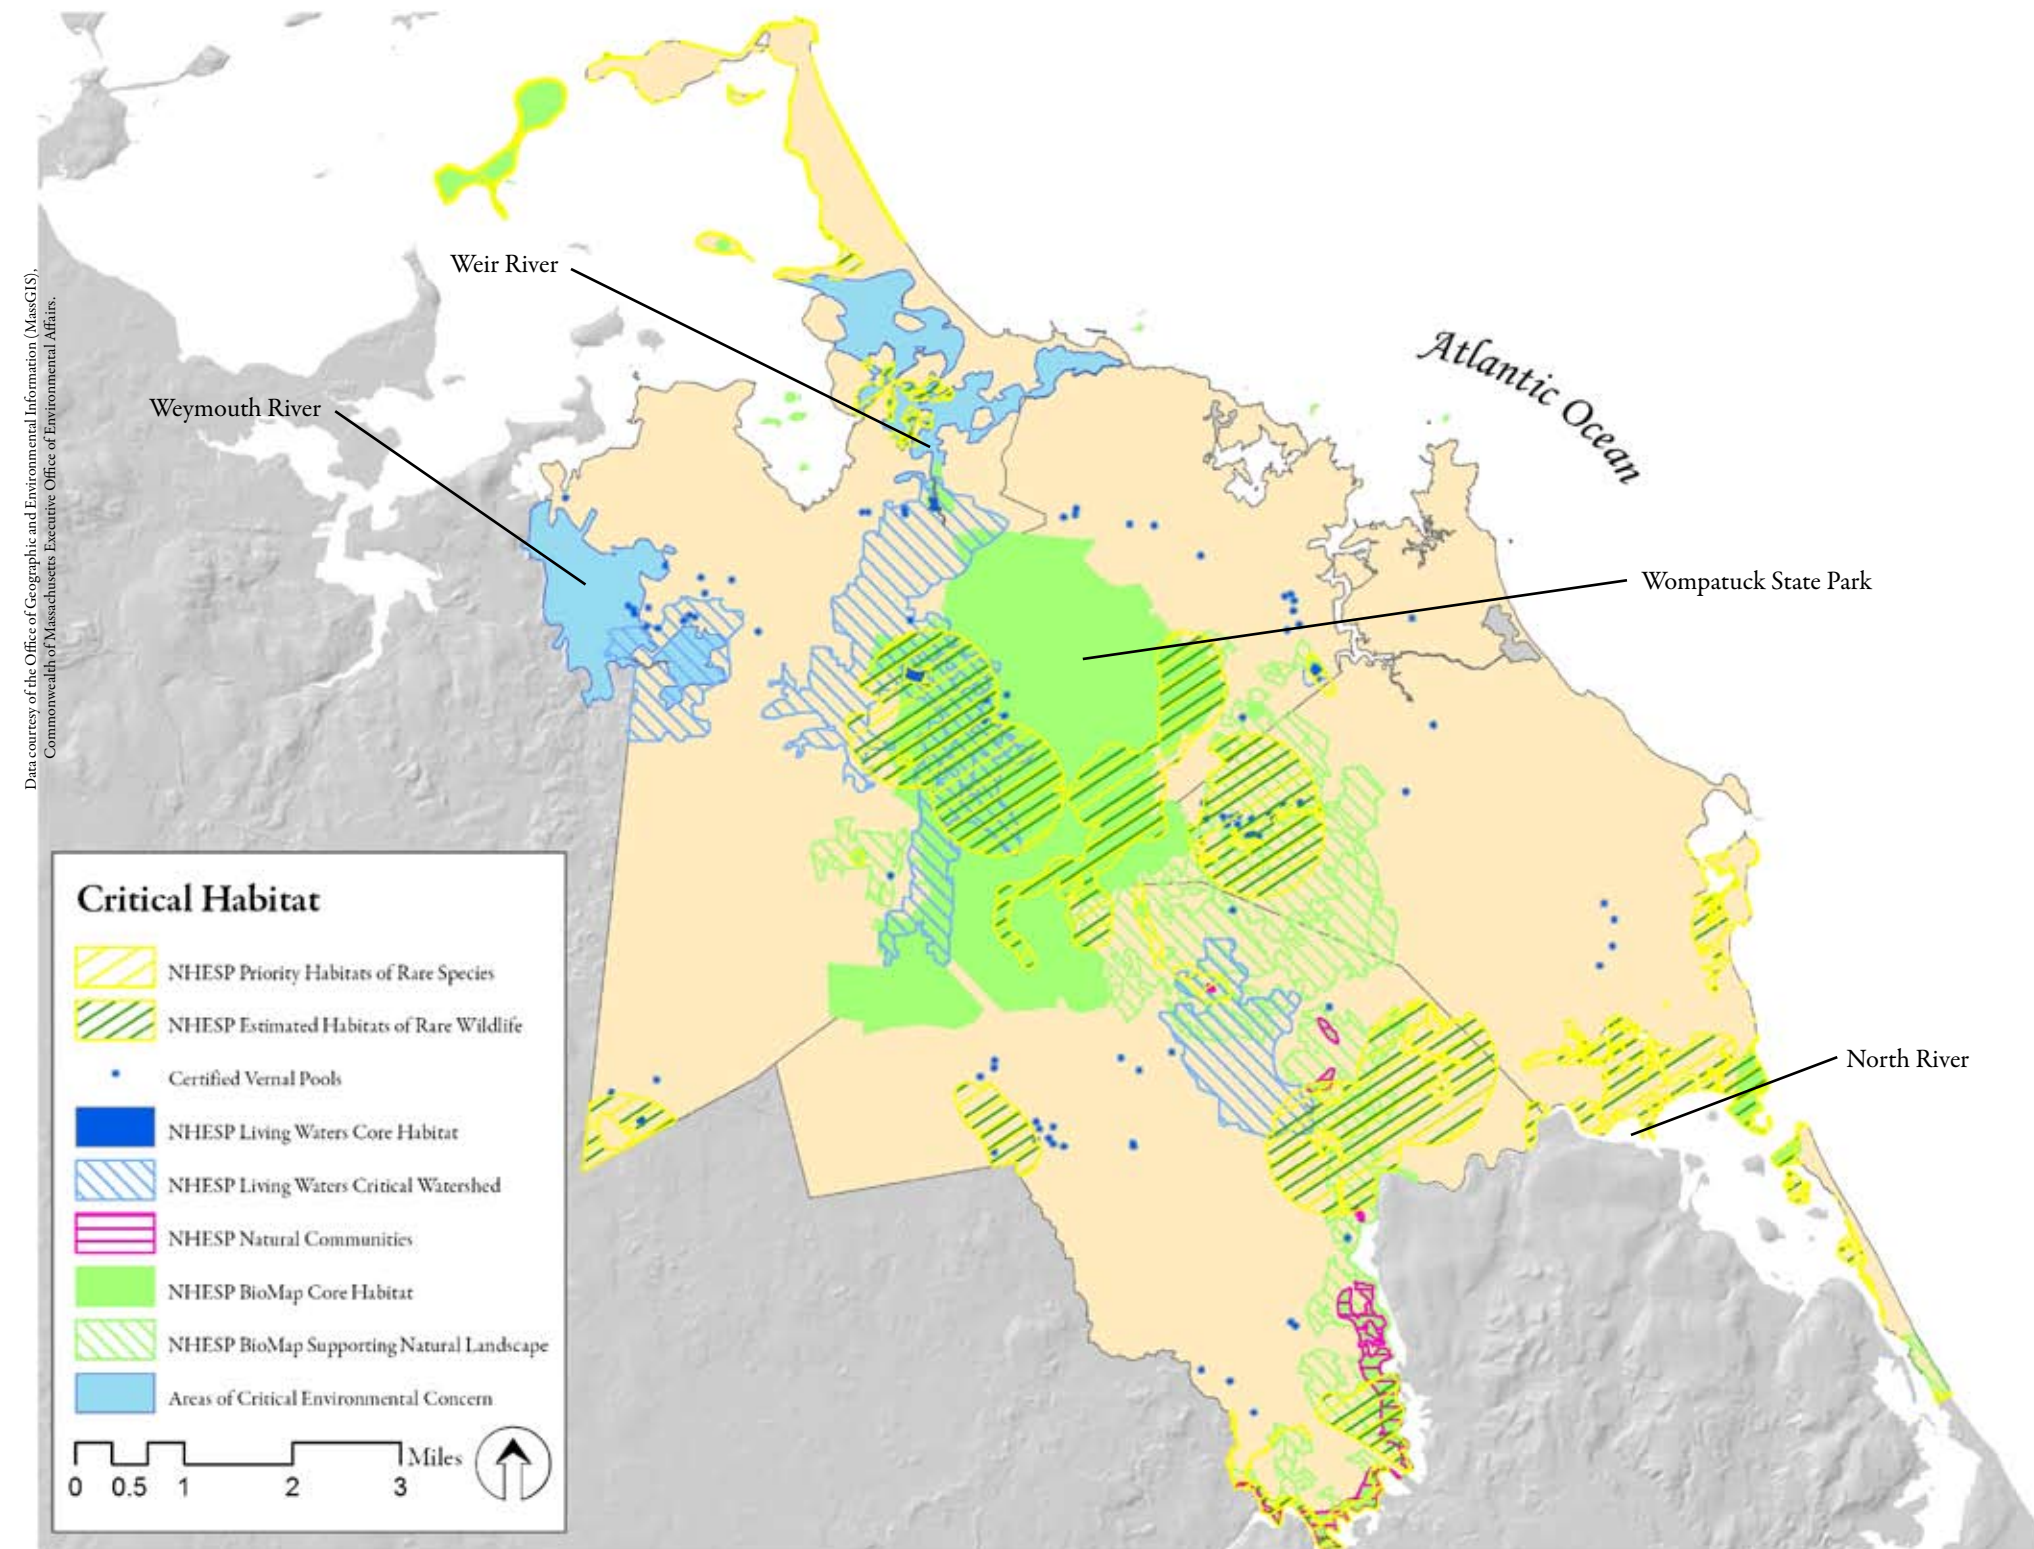 Data courtesy of the Office of Geographic and Environmental Information (MassGIS),
Commonwealth of Massachusetts Executive Office of Environmental Affairs.
Weir River
Atlantic Ocean
Weymouth River
Wompatuck State Park
North River
Critical Habitat
NHESP Priority Habitats of Rare Species
NHESP Estimated Habitats of Rare Wildlife
Certified Vernal Pools
NHESP Living Waters Core Habitat
NHESP Living Waters Critical Watershed
NHESP Natural Communities
NHESP BioMap Core Habitat
NHESP BioMap Supporting Natural Landscape
Areas of Critical Environmental Concern
Miles
0 0.5 1 2 3